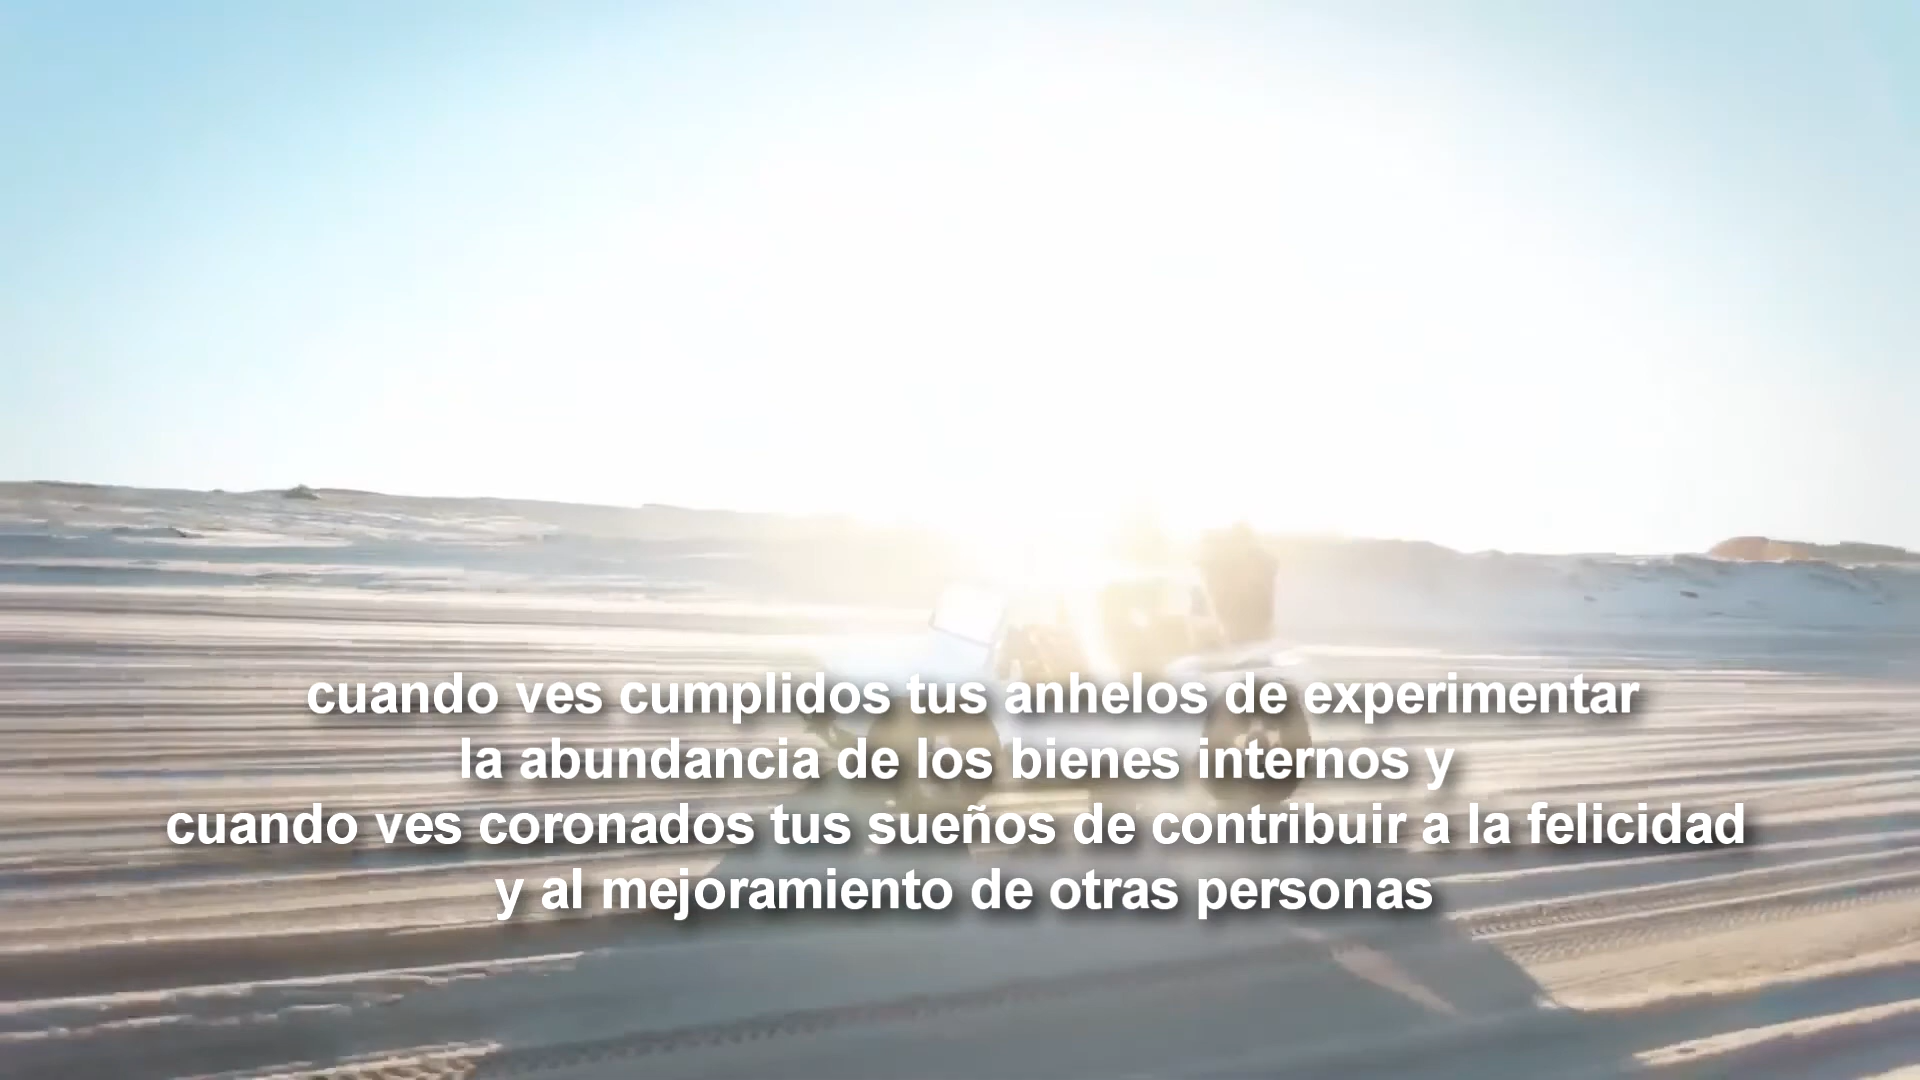 cuando ves cumplidos tus anhelos de experimentar
la abundancia de los bienes internos y
cuando ves coronados tus sueños de contribuir a la felicidad
y al mejoramiento de otras personas